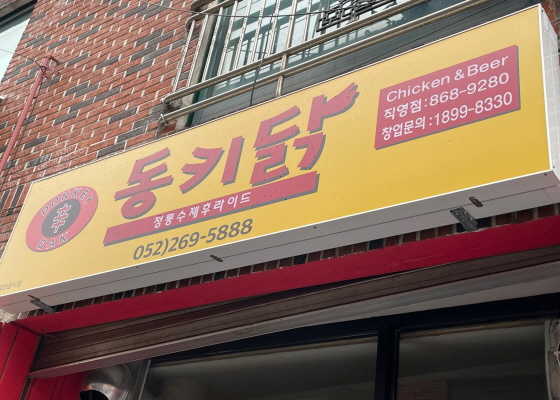 DONKEY
DAK
동키닭
정통수제후라이드
052)269-5888
Chicken & Beer
직영점:868-9280
창업문의:1899-8330